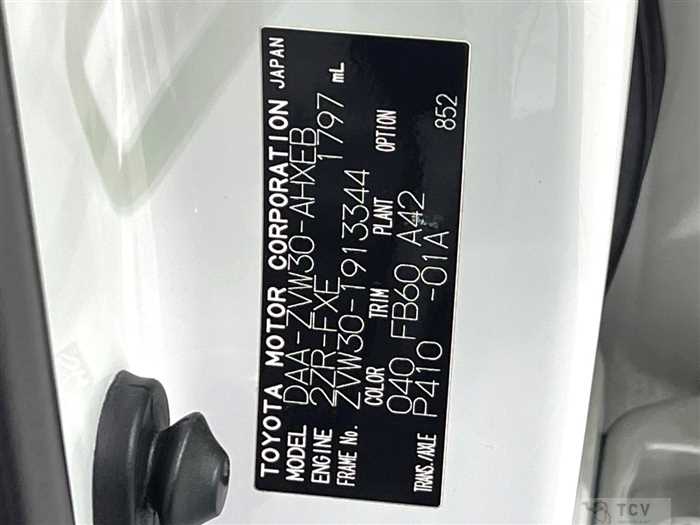 TOYOTA MOTOR CORPORATION JAPAN
MODEL DAA-ZVW30-AHXEB
ENGINE 2ZR-FXE 1797 mL
FRAME No. ZVW30-1913344
COLOR TRIM PLANT OPTION
040 FB60 A42
TRANS./AXLE P410 -01A 852
TCV